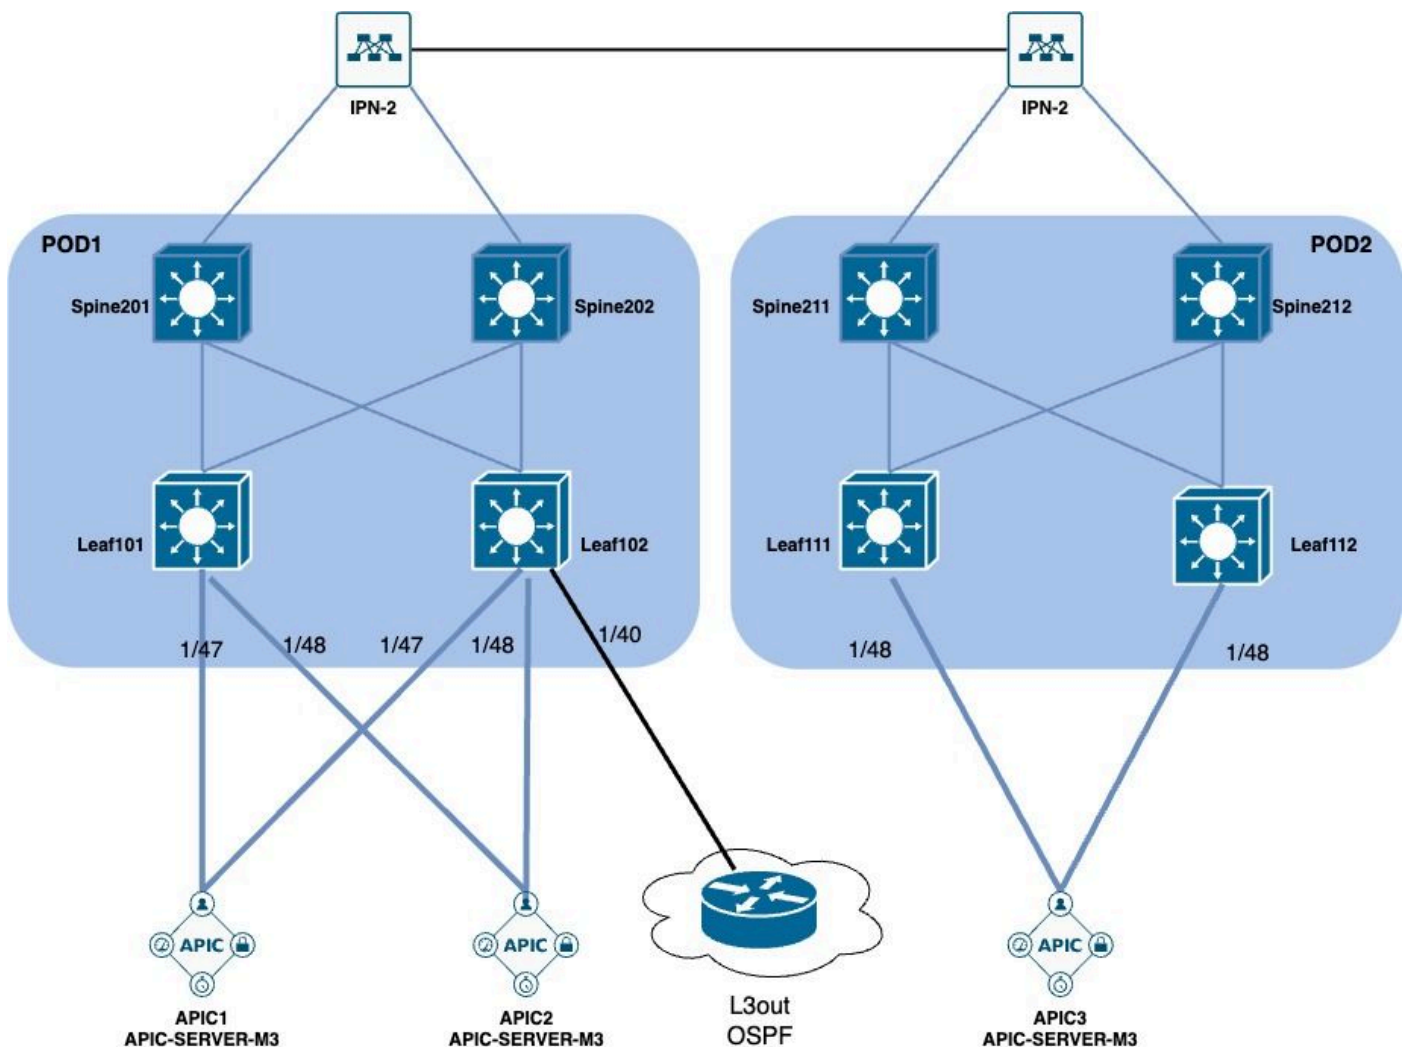 IPN-2
IPN-2
POD1
POD2
Spine201
Spine202
Spine211
Spine212
Leaf101
Leaf102
Leaf111
Leaf112
1/47
1/48
1/47
1/48
1/40
1/48
1/48
APIC
APIC
APIC
APIC1
APIC-SERVER-M3
APIC2
APIC-SERVER-M3
L3out
OSPF
APIC3
APIC-SERVER-M3